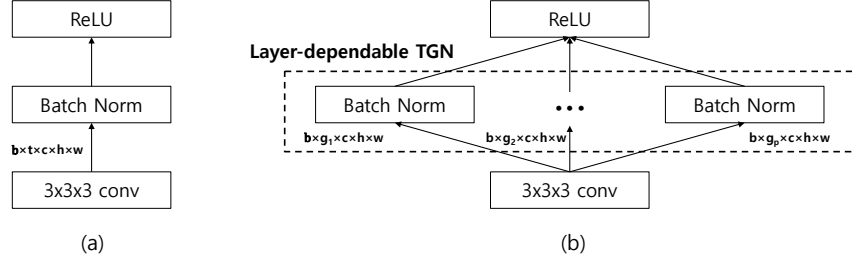 ReLU
Batch Norm
b×t×c×h×w
3x3x3 conv
(a)
ReLU
Layer-dependable TGN
Batch Norm
•••
Batch Norm
b×g₁×c×h×w
b×g₂×c×h×w
b×gₚ×c×h×w
3x3x3 conv
(b)